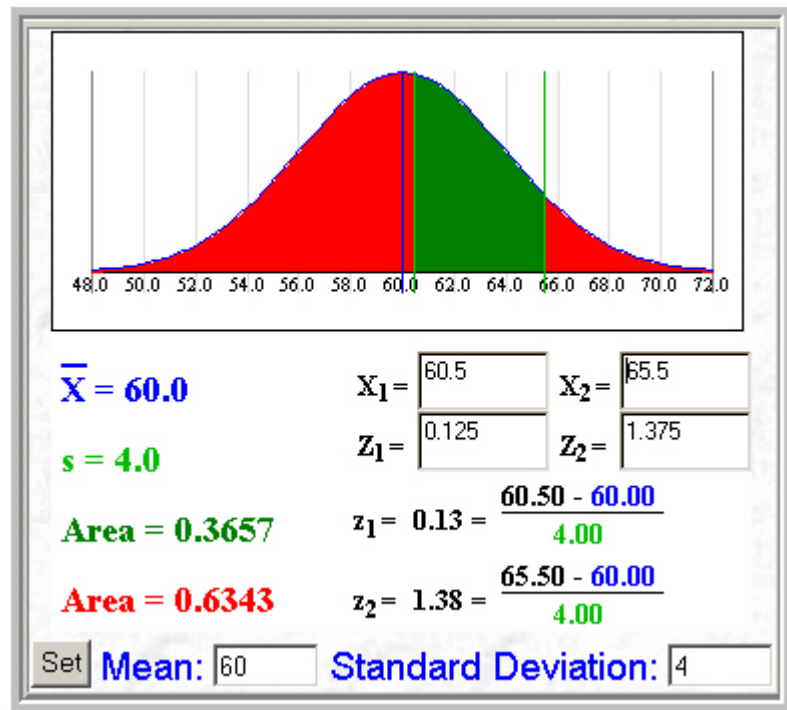 48.0 50.0 52.0 54.0 56.0 58.0 60.0 62.0 64.0 66.0 68.0 70.0 72.0
X = 60.0
X1 = 60.5 X2 = 65.5
s = 4.0
Z1 = 0.125 Z2 = 1.375
Area = 0.3657
z1 = 0.13 = 60.50 - 60.00
4.00
Area = 0.6343
z2 = 1.38 = 65.50 - 60.00
4.00
Set Mean: 60 Standard Deviation: 4